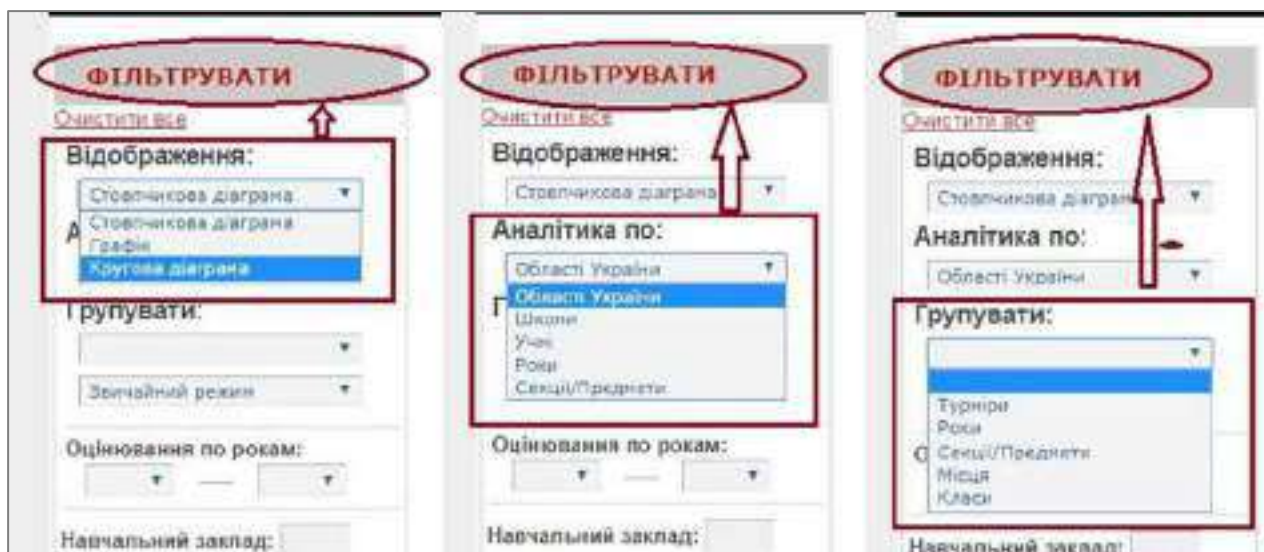 ФІЛЬТРУВАТИ
Очистити все
Відображення:
Стовпчикова діаграма
Стовпчикова діаграма
Графік
Кругова діаграма
Групувати:
Звичайний режим
Оцінювання по рокам:
—
Навчальний заклад:
ФІЛЬТРУВАТИ
Очистити все
Відображення:
Стовпчикова діаграма
Аналітика по:
Області України
Області України
Школи
Учні
Роки
Секції/Предмети
Оцінювання по рокам:
—
Навчальний заклад:
ФІЛЬТРУВАТИ
Очистити все
Відображення:
Стовпчикова діаграма
Аналітика по:
Області України
Групувати:
Турніри
Роки
Секції/Предмети
Місця
Класи
Навчальний заклад: